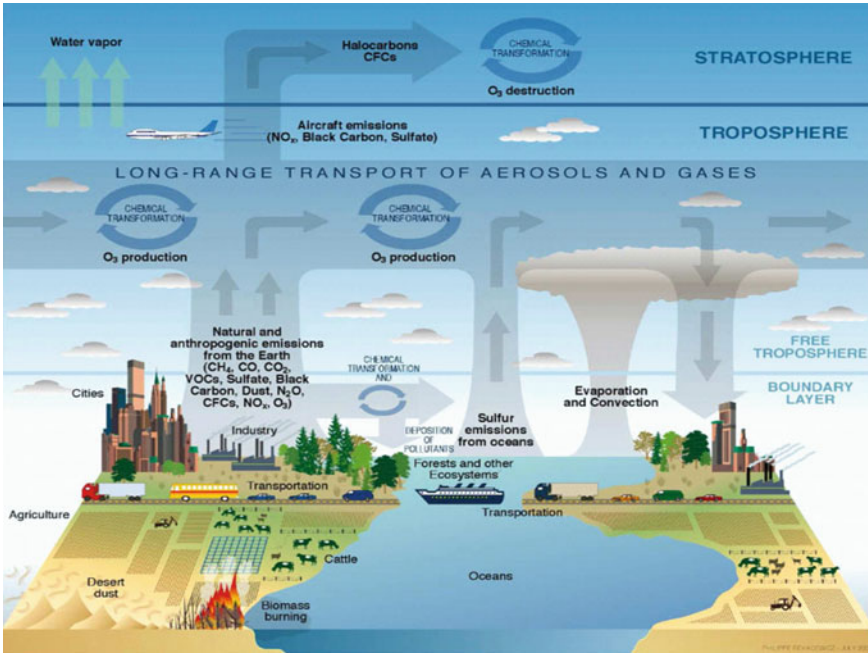 Water vapor
Halocarbons
CFCs
CHEMICAL
TRANSFORMATION
O₃ destruction
STRATOSPHERE
Aircraft emissions
(NOₓ, Black Carbon, Sulfate)
TROPOSPHERE
LONG-RANGE TRANSPORT OF AEROSOLS AND GASES
CHEMICAL
TRANSFORMATION
O₃ production
CHEMICAL
TRANSFORMATION
O₃ production
Natural and
anthropogenic emissions
from the Earth
(CH₄, CO, CO₂,
VOCs, Sulfate, Black
Carbon, Dust, N₂O,
CFCs, NOₓ, O₃)
CHEMICAL
TRANSFORMATION
AND
DEPOSITION
OF
POLLUTANTS
FREE
TROPOSPHERE
BOUNDARY
LAYER
Cities
Industry
Sulfur
emissions
from oceans
Evaporation
and Convection
Forests and other
Ecosystems
Transportation
Transportation
Agriculture
Cattle
Desert
dust
Biomass
burning
Oceans